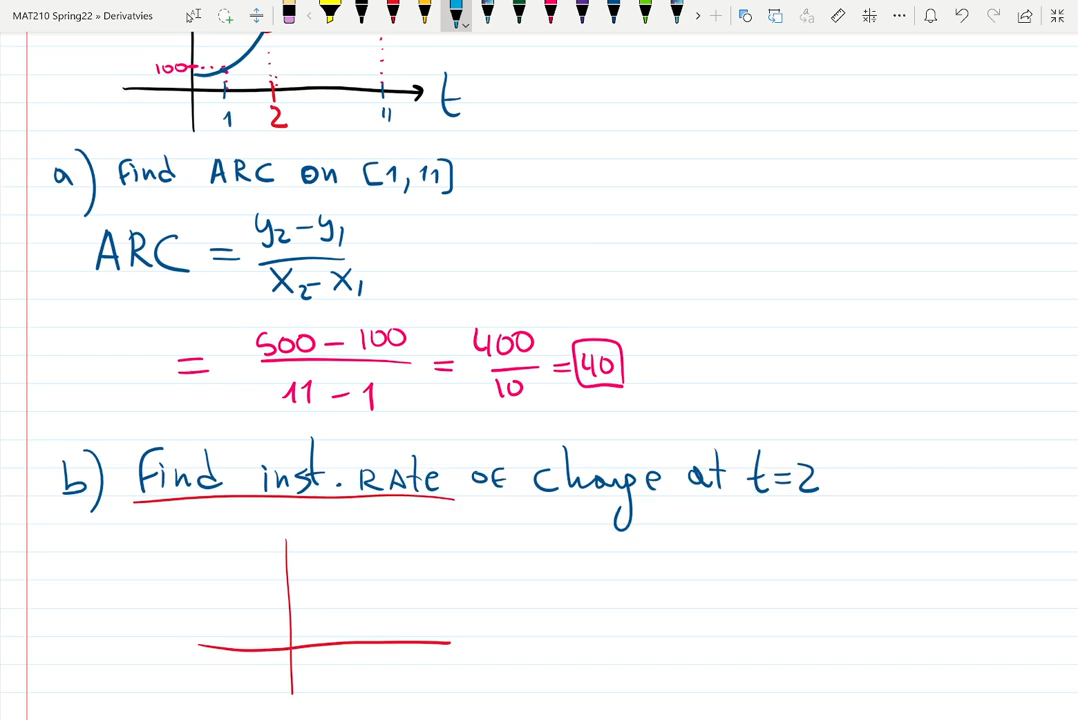 MAT210 Spring22 » Derivatvies
100
t
1 2 11
a) Find ARC on [1, 11]
ARC = y₂-y₁ / x₂-x₁
= 500 - 100 / 11 - 1 = 400 / 10 = 40
b) Find inst. RAte OF change at t=2